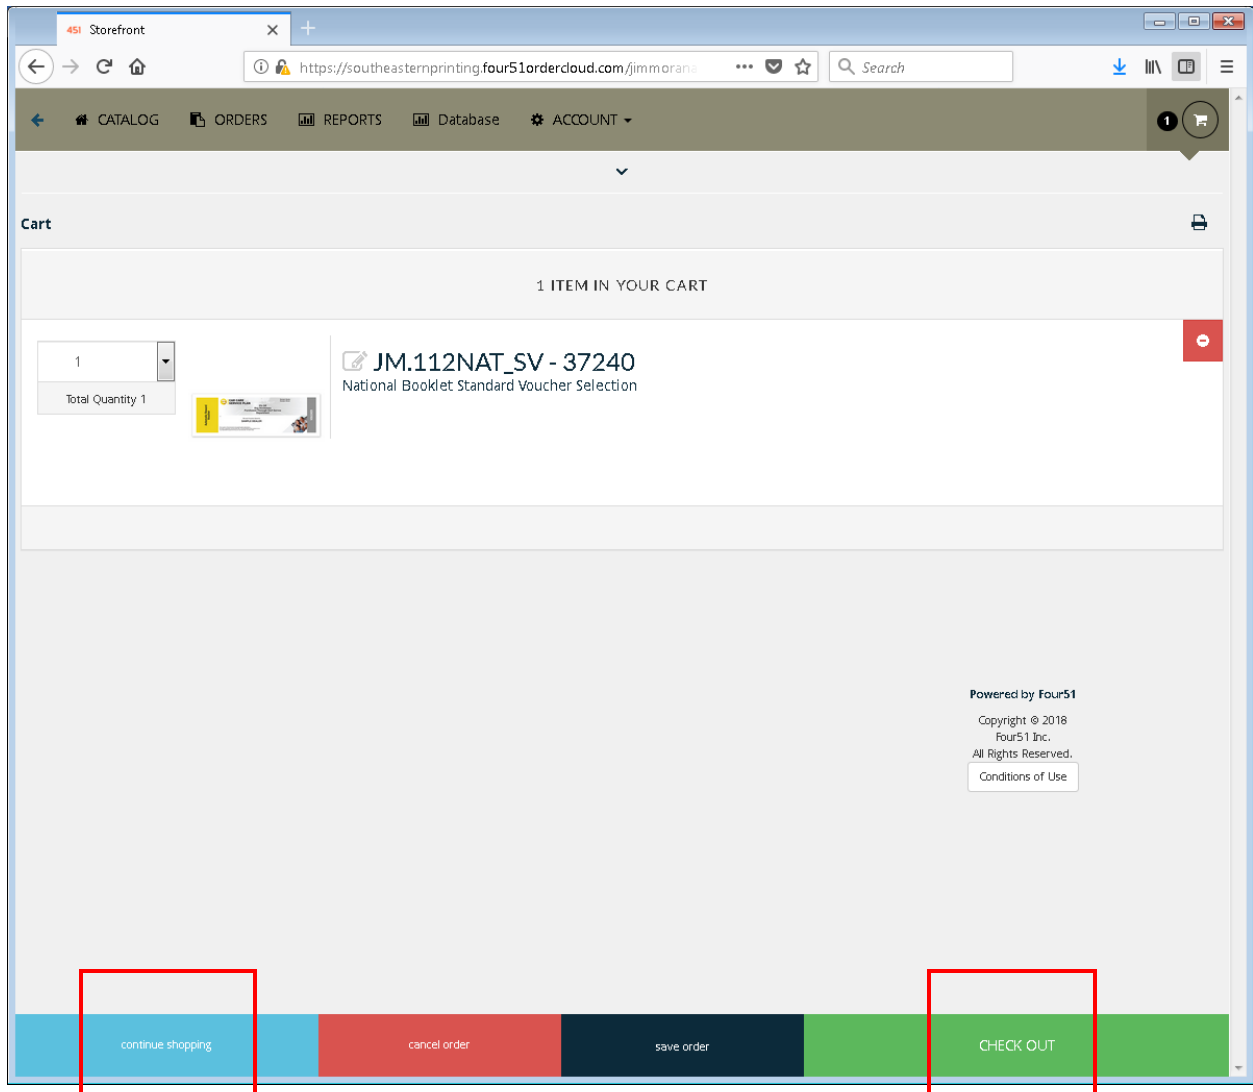 451 Storefront
https://southeasternprinting.four51ordercloud.com/jimmorana
Search
CATALOG ORDERS REPORTS Database ACCOUNT 1
Cart
1 ITEM IN YOUR CART
1
Total Quantity 1
JM.112NAT_SV - 37240
National Booklet Standard Voucher Selection
Powered by Four51
Copyright © 2018
Four51 Inc.
All Rights Reserved.
Conditions of Use
continue shopping cancel order save order CHECK OUT